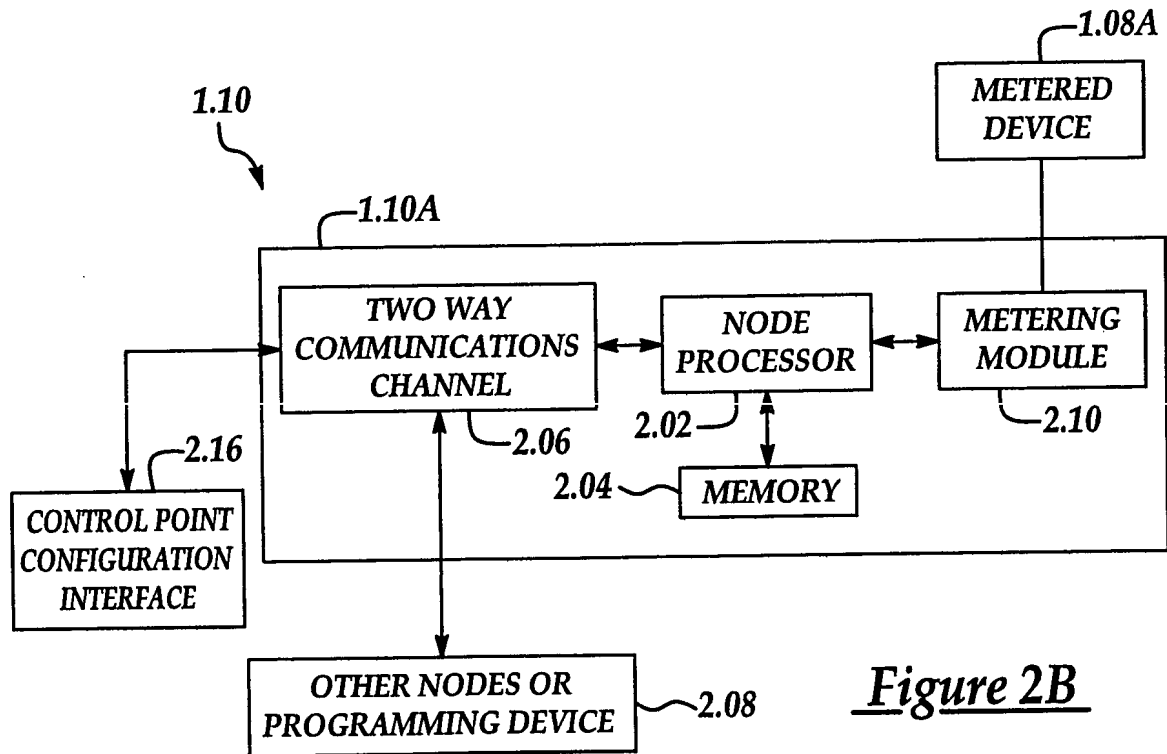 1.08A
METERED
DEVICE
1.10
1.10A
TWO WAY
COMMUNICATIONS
CHANNEL
NODE
PROCESSOR
METERING
MODULE
2.06
2.02
2.10
2.16
2.04
MEMORY
CONTROL POINT
CONFIGURATION
INTERFACE
OTHER NODES OR
PROGRAMMING DEVICE
2.08
Figure 2B